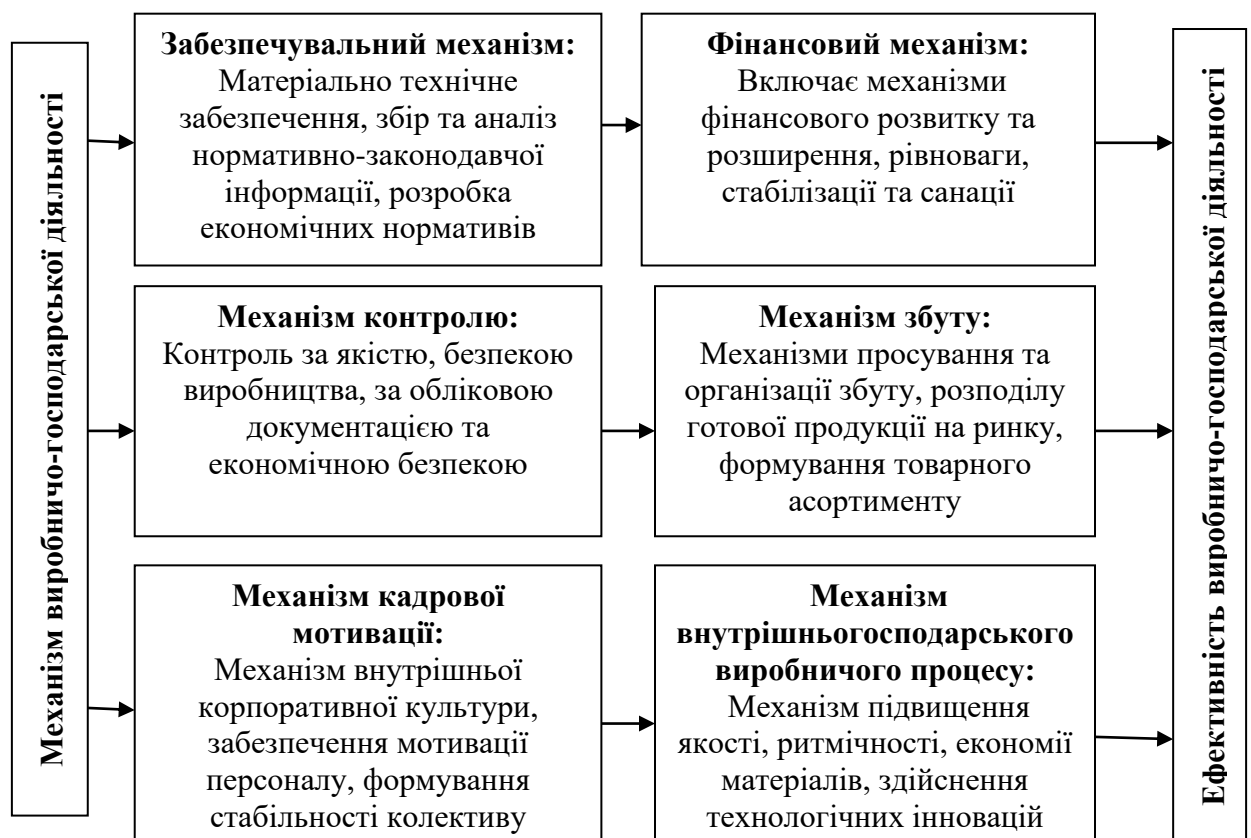 Механізм виробничо-господарської діяльності
Забезпечувальний механізм:
Матеріально технічне
забезпечення, збір та аналіз
нормативно-законодавчої
інформації, розробка
економічних нормативів
Фінансовий механізм:
Включає механізми
фінансового розвитку та
розширення, рівноваги,
стабілізації та санації
Механізм контролю:
Контроль за якістю, безпекою
виробництва, за обліковою
документацією та
економічною безпекою
Механізм збуту:
Механізми просування та
організації збуту, розподілу
готової продукції на ринку,
формування товарного
асортименту
Механізм кадрової
мотивації:
Механізм внутрішньої
корпоративної культури,
забезпечення мотивації
персоналу, формування
стабільності колективу
Механізм
внутрішньогосподарського
виробничого процесу:
Механізм підвищення
якості, ритмічності, економії
матеріалів, здійснення
технологічних інновацій
Ефективність виробничо-господарської діяльності